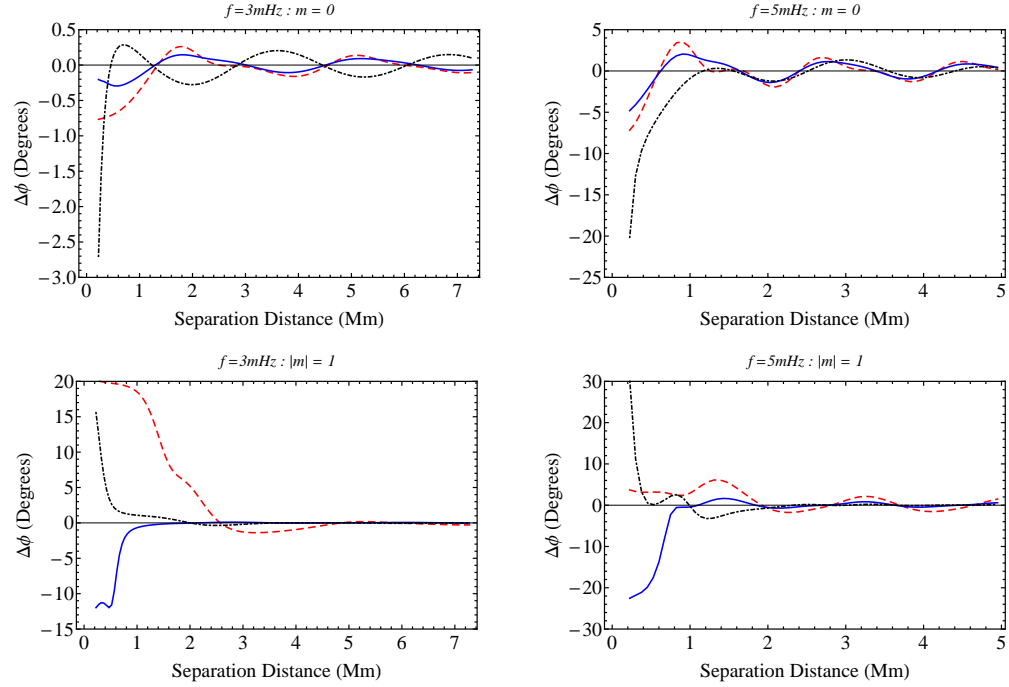 f=3mHz : m = 0
0.5
0.0
−0.5
−1.0
−1.5
−2.0
−2.5
−3.0
Δϕ (Degrees)
0 1 2 3 4 5 6 7
Separation Distance (Mm)
f=5mHz : m = 0
5
0
−5
−10
−15
−20
−25
Δϕ (Degrees)
0 1 2 3 4 5
Separation Distance (Mm)
f=3mHz : |m| = 1
20
15
10
5
0
−5
−10
−15
Δϕ (Degrees)
0 1 2 3 4 5 6 7
Separation Distance (Mm)
f=5mHz : |m| = 1
30
20
10
0
−10
−20
−30
Δϕ (Degrees)
0 1 2 3 4 5
Separation Distance (Mm)